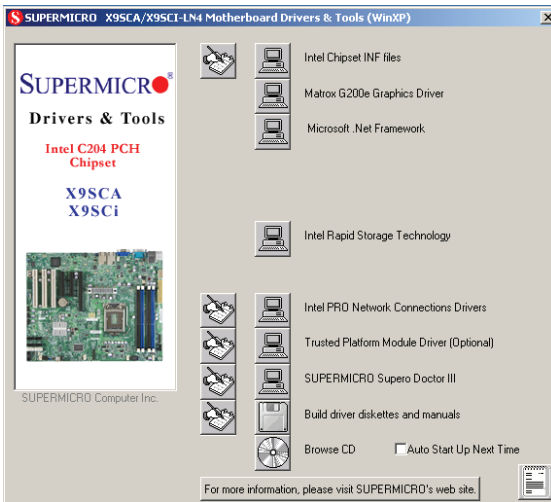 SUPERMICRO X9SCA/X9SCI-LN4 Motherboard Drivers & Tools (WinXP)
SUPERMICRO®
Drivers & Tools
Intel C204 PCH
Chipset
X9SCA
X9SCi
SUPERMICRO Computer Inc.
Intel Chipset INF files
Matrox G200e Graphics Driver
Microsoft .Net Framework
Intel Rapid Storage Technology
Intel PRO Network Connections Drivers
Trusted Platform Module Driver (Optional)
SUPERMICRO Supero Doctor III
Build driver diskettes and manuals
Browse CD
Auto Start Up Next Time
For more information, please visit SUPERMICRO's web site.